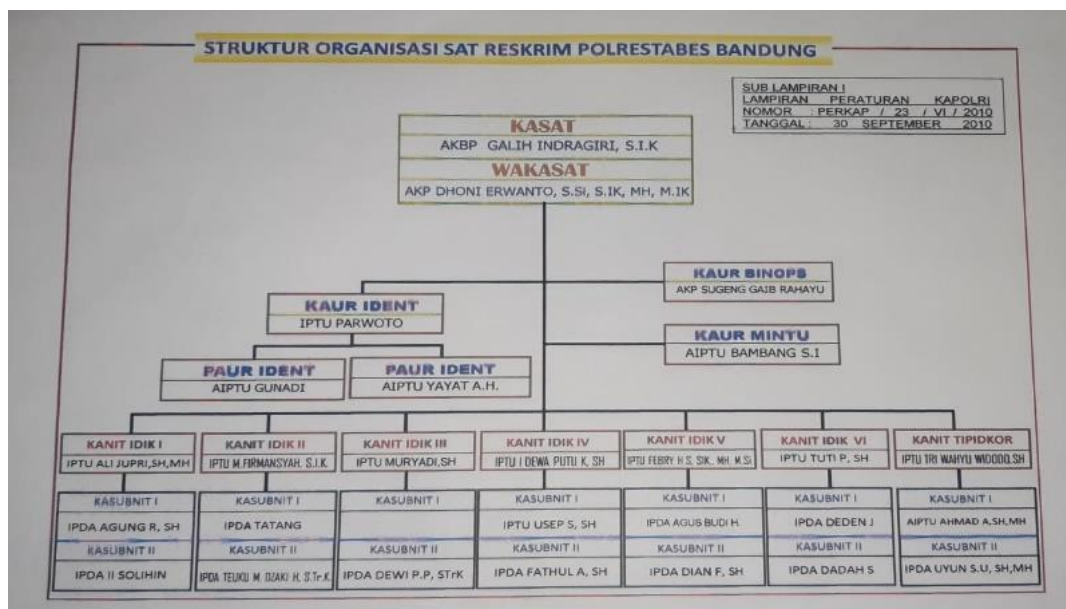 STRUKTUR ORGANISASI SAT RESKRIM POLRESTABES BANDUNG
SUB LAMPIRAN I
LAMPIRAN PERATURAN KAPOLRI
NOMOR : PERKAP / 23 / VI / 2010
TANGGAL : 30 SEPTEMBER 2010
KASAT
AKBP GALIH INDRAGIRI, S.I.K
WAKASAT
AKP DHONI ERWANTO, S.Si, S.IK, MH, M.IK
KAUR BINOPS
AKP SUGENG GAIB RAHAYU
KAUR IDENT
IPTU PARWOTO
KAUR MINTU
AIPTU BAMBANG S.I
PAUR IDENT
AIPTU GUNADI
PAUR IDENT
AIPTU YAYAT A.H.
KANIT IDIK I
IPTU ALI JUPRI,SH,MH
KANIT IDIK II
IPTU M.FIRMANSYAH. S.I.K
KANIT IDIK III
IPTU MURYADI,SH
KANIT IDIK IV
IPTU I DEWA PUTU K, SH
KANIT IDIK V
IPTU FEBRY H S, SIK, MH, M.Si
KANIT IDIK VI
IPTU TUTI P, SH
KANIT TIPIDKOR
IPTU TRI WAHYU WIDODO,SH
KASUBNIT I
IPDA AGUNG R, SH
KASUBNIT II
IPDA II SOLIHIN
KASUBNIT I
IPDA TATANG
KASUBNIT II
IPDA TEUKU M. DZAKI H, S.Tr.K
KASUBNIT I
KASUBNIT II
IPDA DEWI P.P, STrK
KASUBNIT I
IPTU USEP S, SH
KASUBNIT II
IPDA FATHUL A, SH
KASUBNIT I
IPDA AGUS BUDI H
KASUBNIT II
IPDA DIAN F, SH
KASUBNIT I
IPDA DEDEN J
KASUBNIT II
IPDA DADAH S
KASUBNIT I
AIPTU AHMAD A,SH,MH
KASUBNIT II
IPDA UYUN S.U, SH,MH